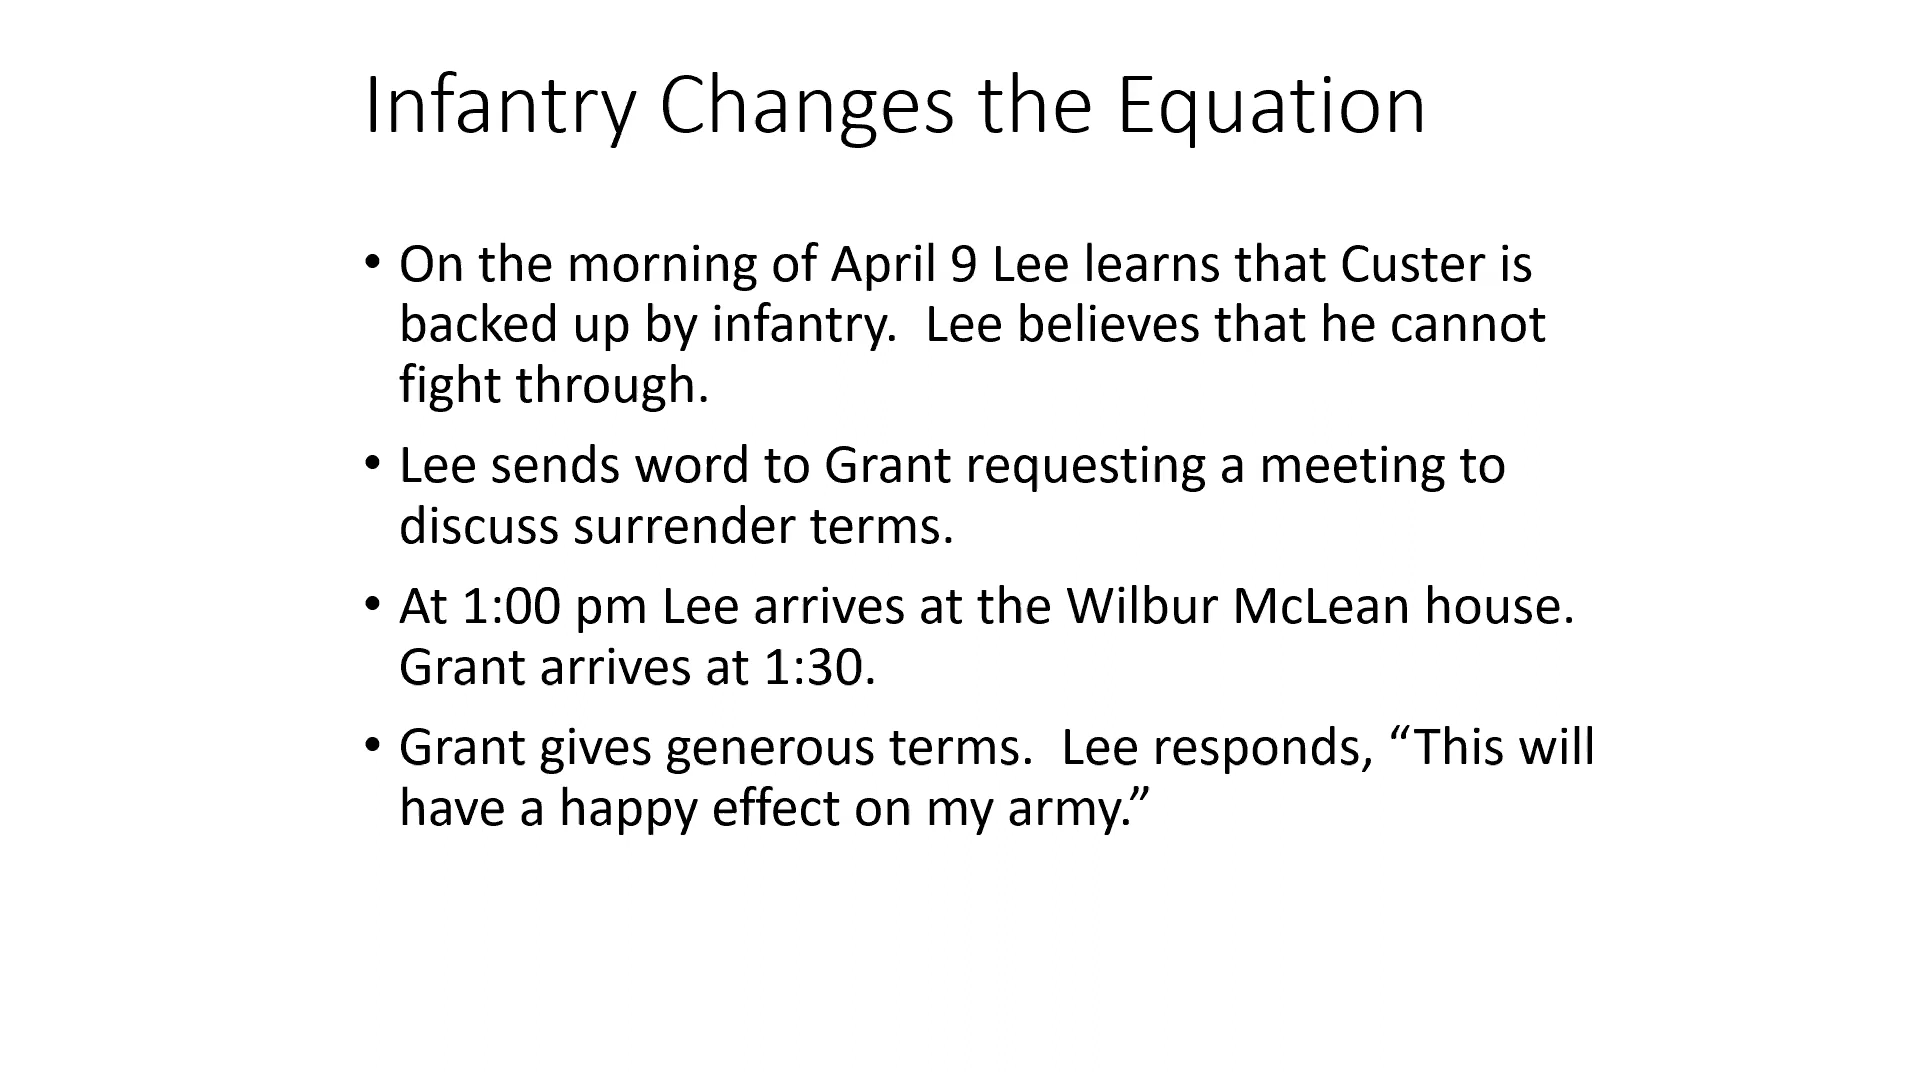 Infantry Changes the Equation
• On the morning of April 9 Lee learns that Custer is
backed up by infantry.  Lee believes that he cannot
fight through.
• Lee sends word to Grant requesting a meeting to
discuss surrender terms.
• At 1:00 pm Lee arrives at the Wilbur McLean house.
Grant arrives at 1:30.
• Grant gives generous terms.  Lee responds, “This will
have a happy effect on my army.”